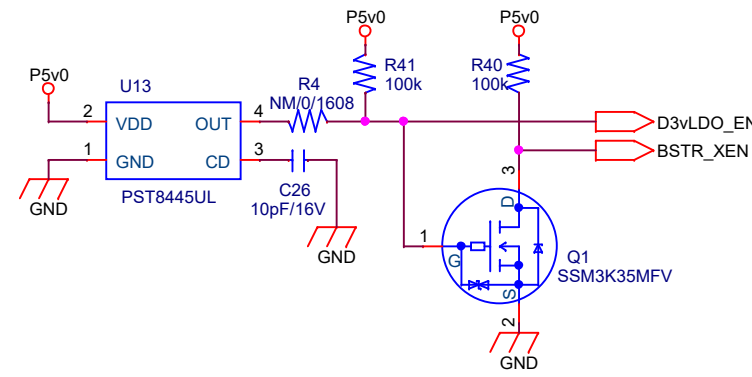 P5v0
P5v0
P5v0
U13
R4
NM/0/1608
R41
100k
R40
100k
2
VDD
OUT
4
1
GND
CD
3
D3vLDO_EN
BSTR_XEN
GND
PST8445UL
C26
10pF/16V
GND
3
D
1
G
S
Q1
SSM3K35MFV
2
GND